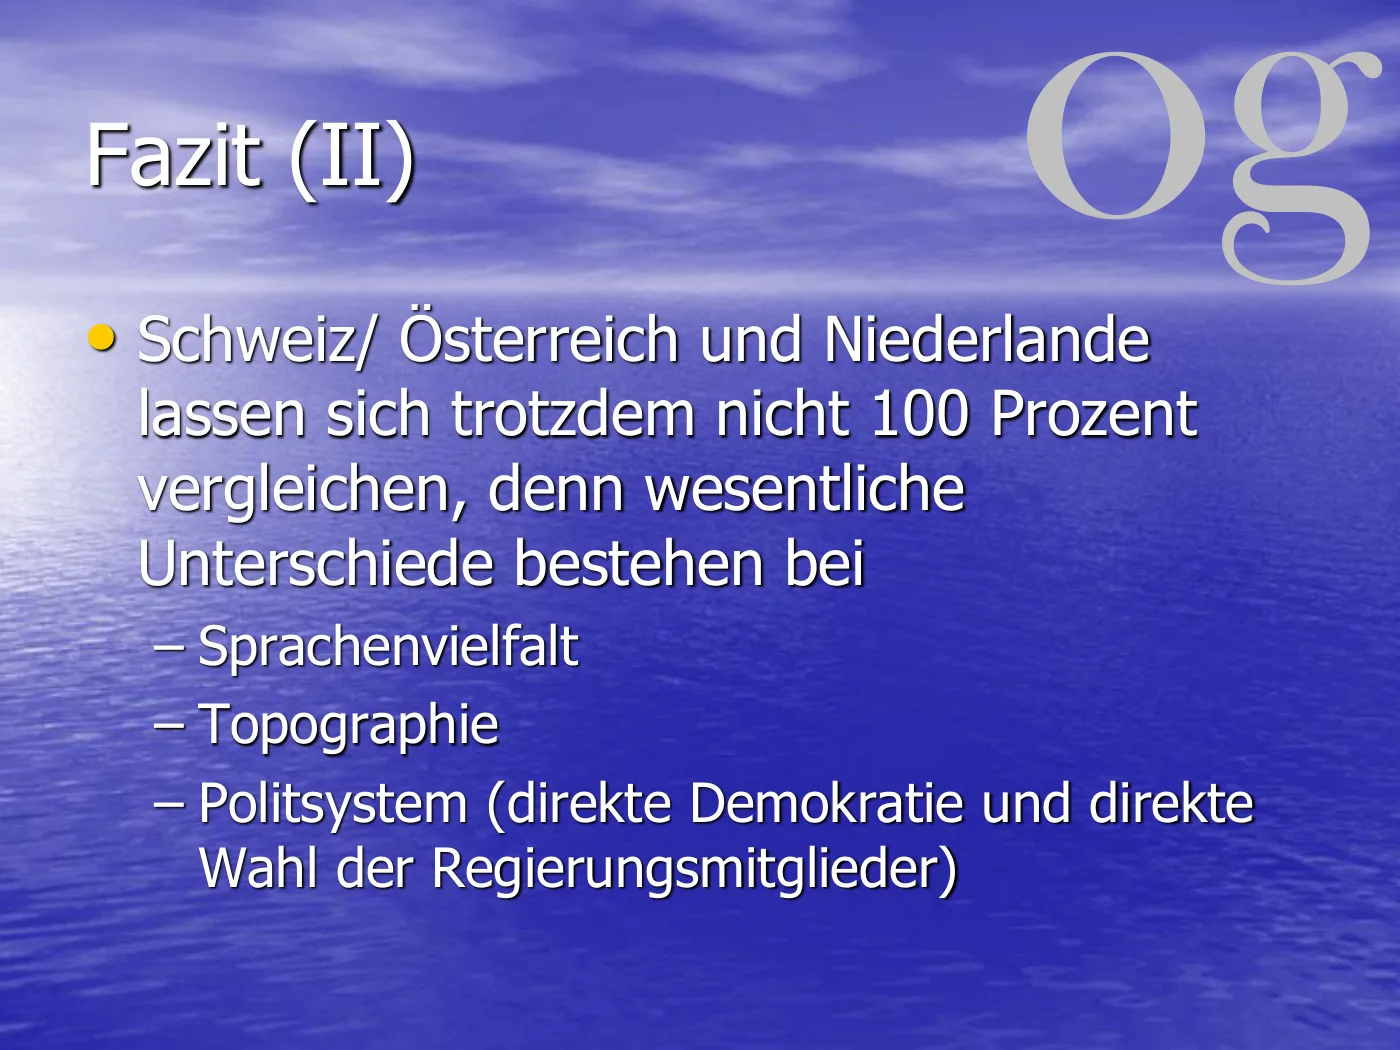 og
Fazit (II)
• Schweiz/ Österreich und Niederlande
lassen sich trotzdem nicht 100 Prozent
vergleichen, denn wesentliche
Unterschiede bestehen bei
– Sprachenvielfalt
– Topographie
– Politsystem (direkte Demokratie und direkte
Wahl der Regierungsmitglieder)